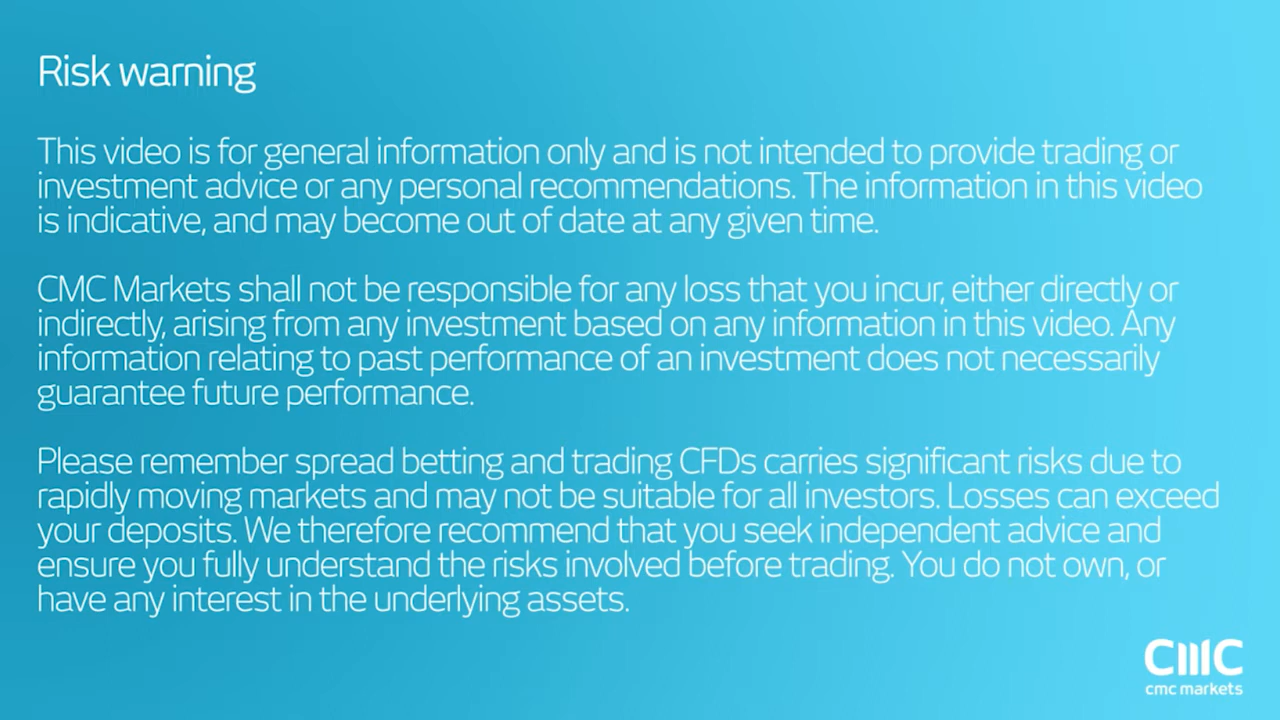 Risk warning
This video is for general information only and is not intended to provide trading or
investment advice or any personal recommendations. The information in this video
is indicative, and may become out of date at any given time.
CMC Markets shall not be responsible for any loss that you incur, either directly or
indirectly, arising from any investment based on any information in this video. Any
information relating to past performance of an investment does not necessarily
guarantee future performance.
Please remember spread betting and trading CFDs carries significant risks due to
rapidly moving markets and may not be suitable for all investors. Losses can exceed
your deposits. We therefore recommend that you seek independent advice and
ensure you fully understand the risks involved before trading. You do not own, or
have any interest in the underlying assets.
CMC
cmc markets